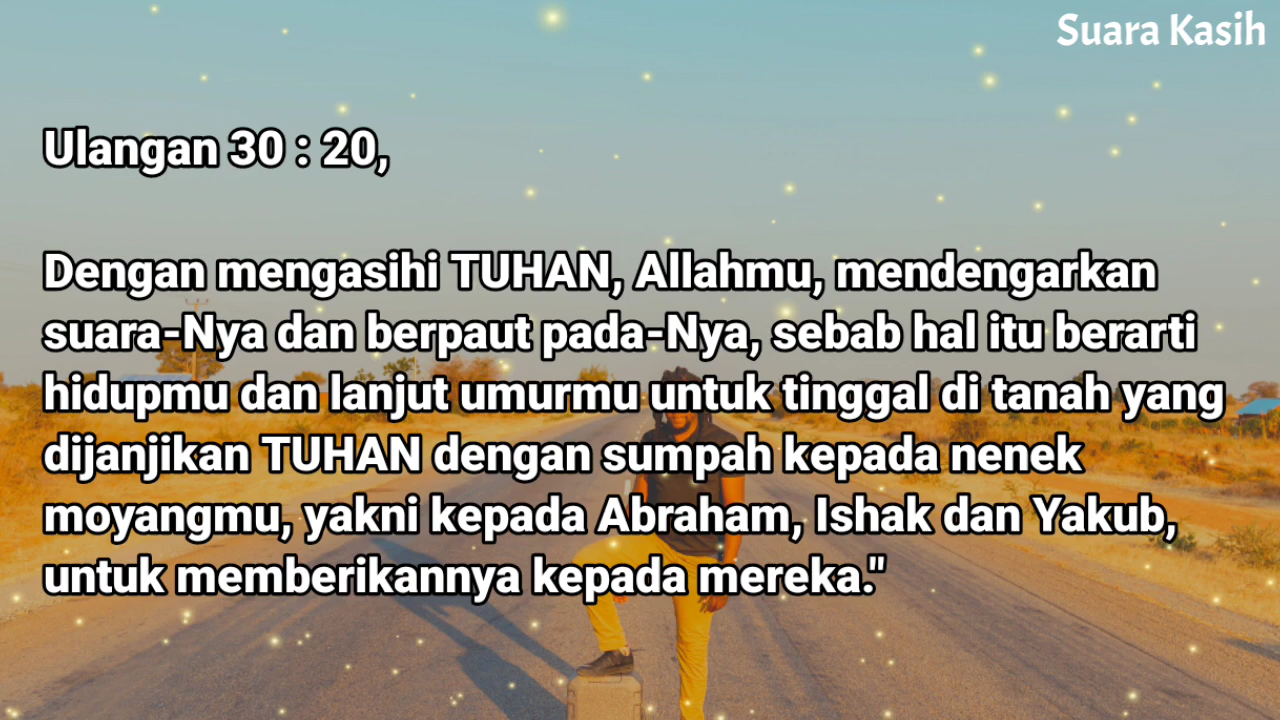 Suara Kasih
Ulangan 30 : 20,
Dengan mengasihi TUHAN, Allahmu, mendengarkan
suara-Nya dan berpaut pada-Nya, sebab hal itu berarti
hidupmu dan lanjut umurmu untuk tinggal di tanah yang
dijanjikan TUHAN dengan sumpah kepada nenek
moyangmu, yakni kepada Abraham, Ishak dan Yakub,
untuk memberikannya kepada mereka."